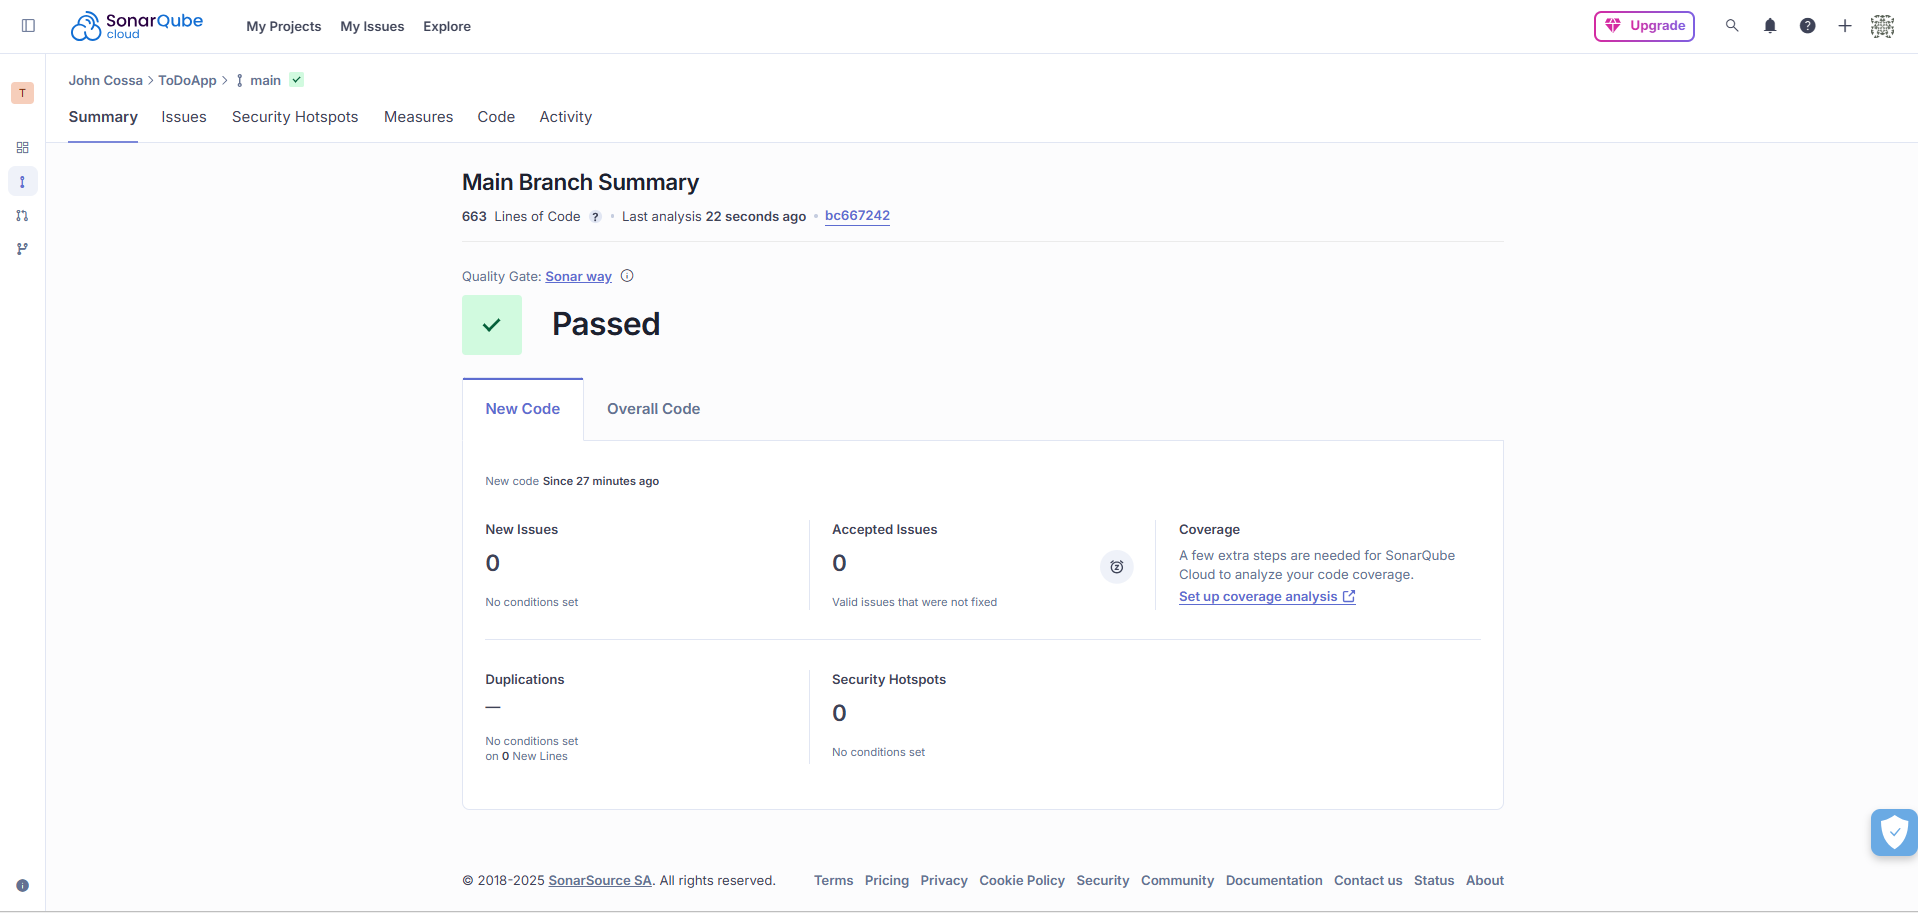 SonarQube cloud
My Projects My Issues Explore
Upgrade
John Cossa > ToDoApp > main
T
Summary Issues Security Hotspots Measures Code Activity
Main Branch Summary
663 Lines of Code ? • Last analysis 22 seconds ago • bc667242
Quality Gate: Sonar way
Passed
New Code Overall Code
New code Since 27 minutes ago
New Issues
0
No conditions set
Accepted Issues
0
Valid issues that were not fixed
Coverage
A few extra steps are needed for SonarQube
Cloud to analyze your code coverage.
Set up coverage analysis
Duplications
—
No conditions set
on 0 New Lines
Security Hotspots
0
No conditions set
© 2018-2025 SonarSource SA. All rights reserved. Terms Pricing Privacy Cookie Policy Security Community Documentation Contact us Status About